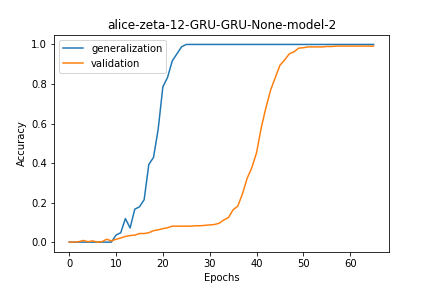 alice-zeta-12-GRU-GRU-None-model-2
generalization
validation
Accuracy
1.0
0.8
0.6
0.4
0.2
0.0
0 10 20 30 40 50 60
Epochs